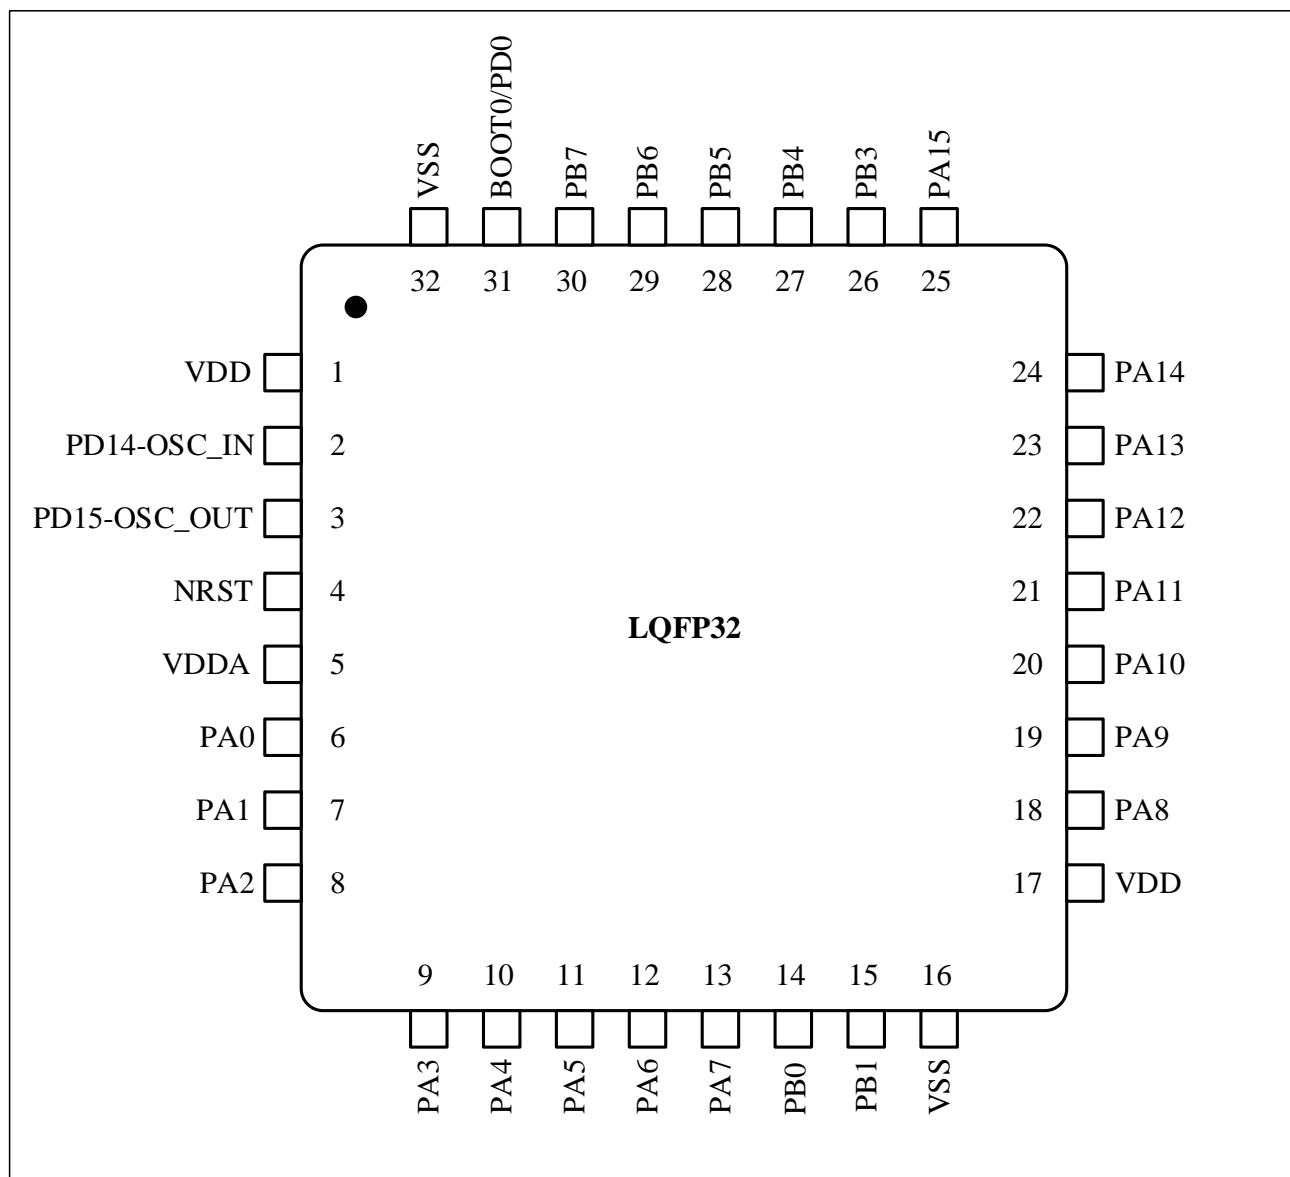 VSS BOOT0/PD0 PB7 PB6 PB5 PB4 PB3 PA15
32 31 30 29 28 27 26 25
VDD 1 24 PA14
PD14-OSC_IN 2 23 PA13
PD15-OSC_OUT 3 22 PA12
NRST 4 21 PA11
LQFP32
VDDA 5 20 PA10
PA0 6 19 PA9
PA1 7 18 PA8
PA2 8 17 VDD
9 10 11 12 13 14 15 16
PA3 PA4 PA5 PA6 PA7 PB0 PB1 VSS